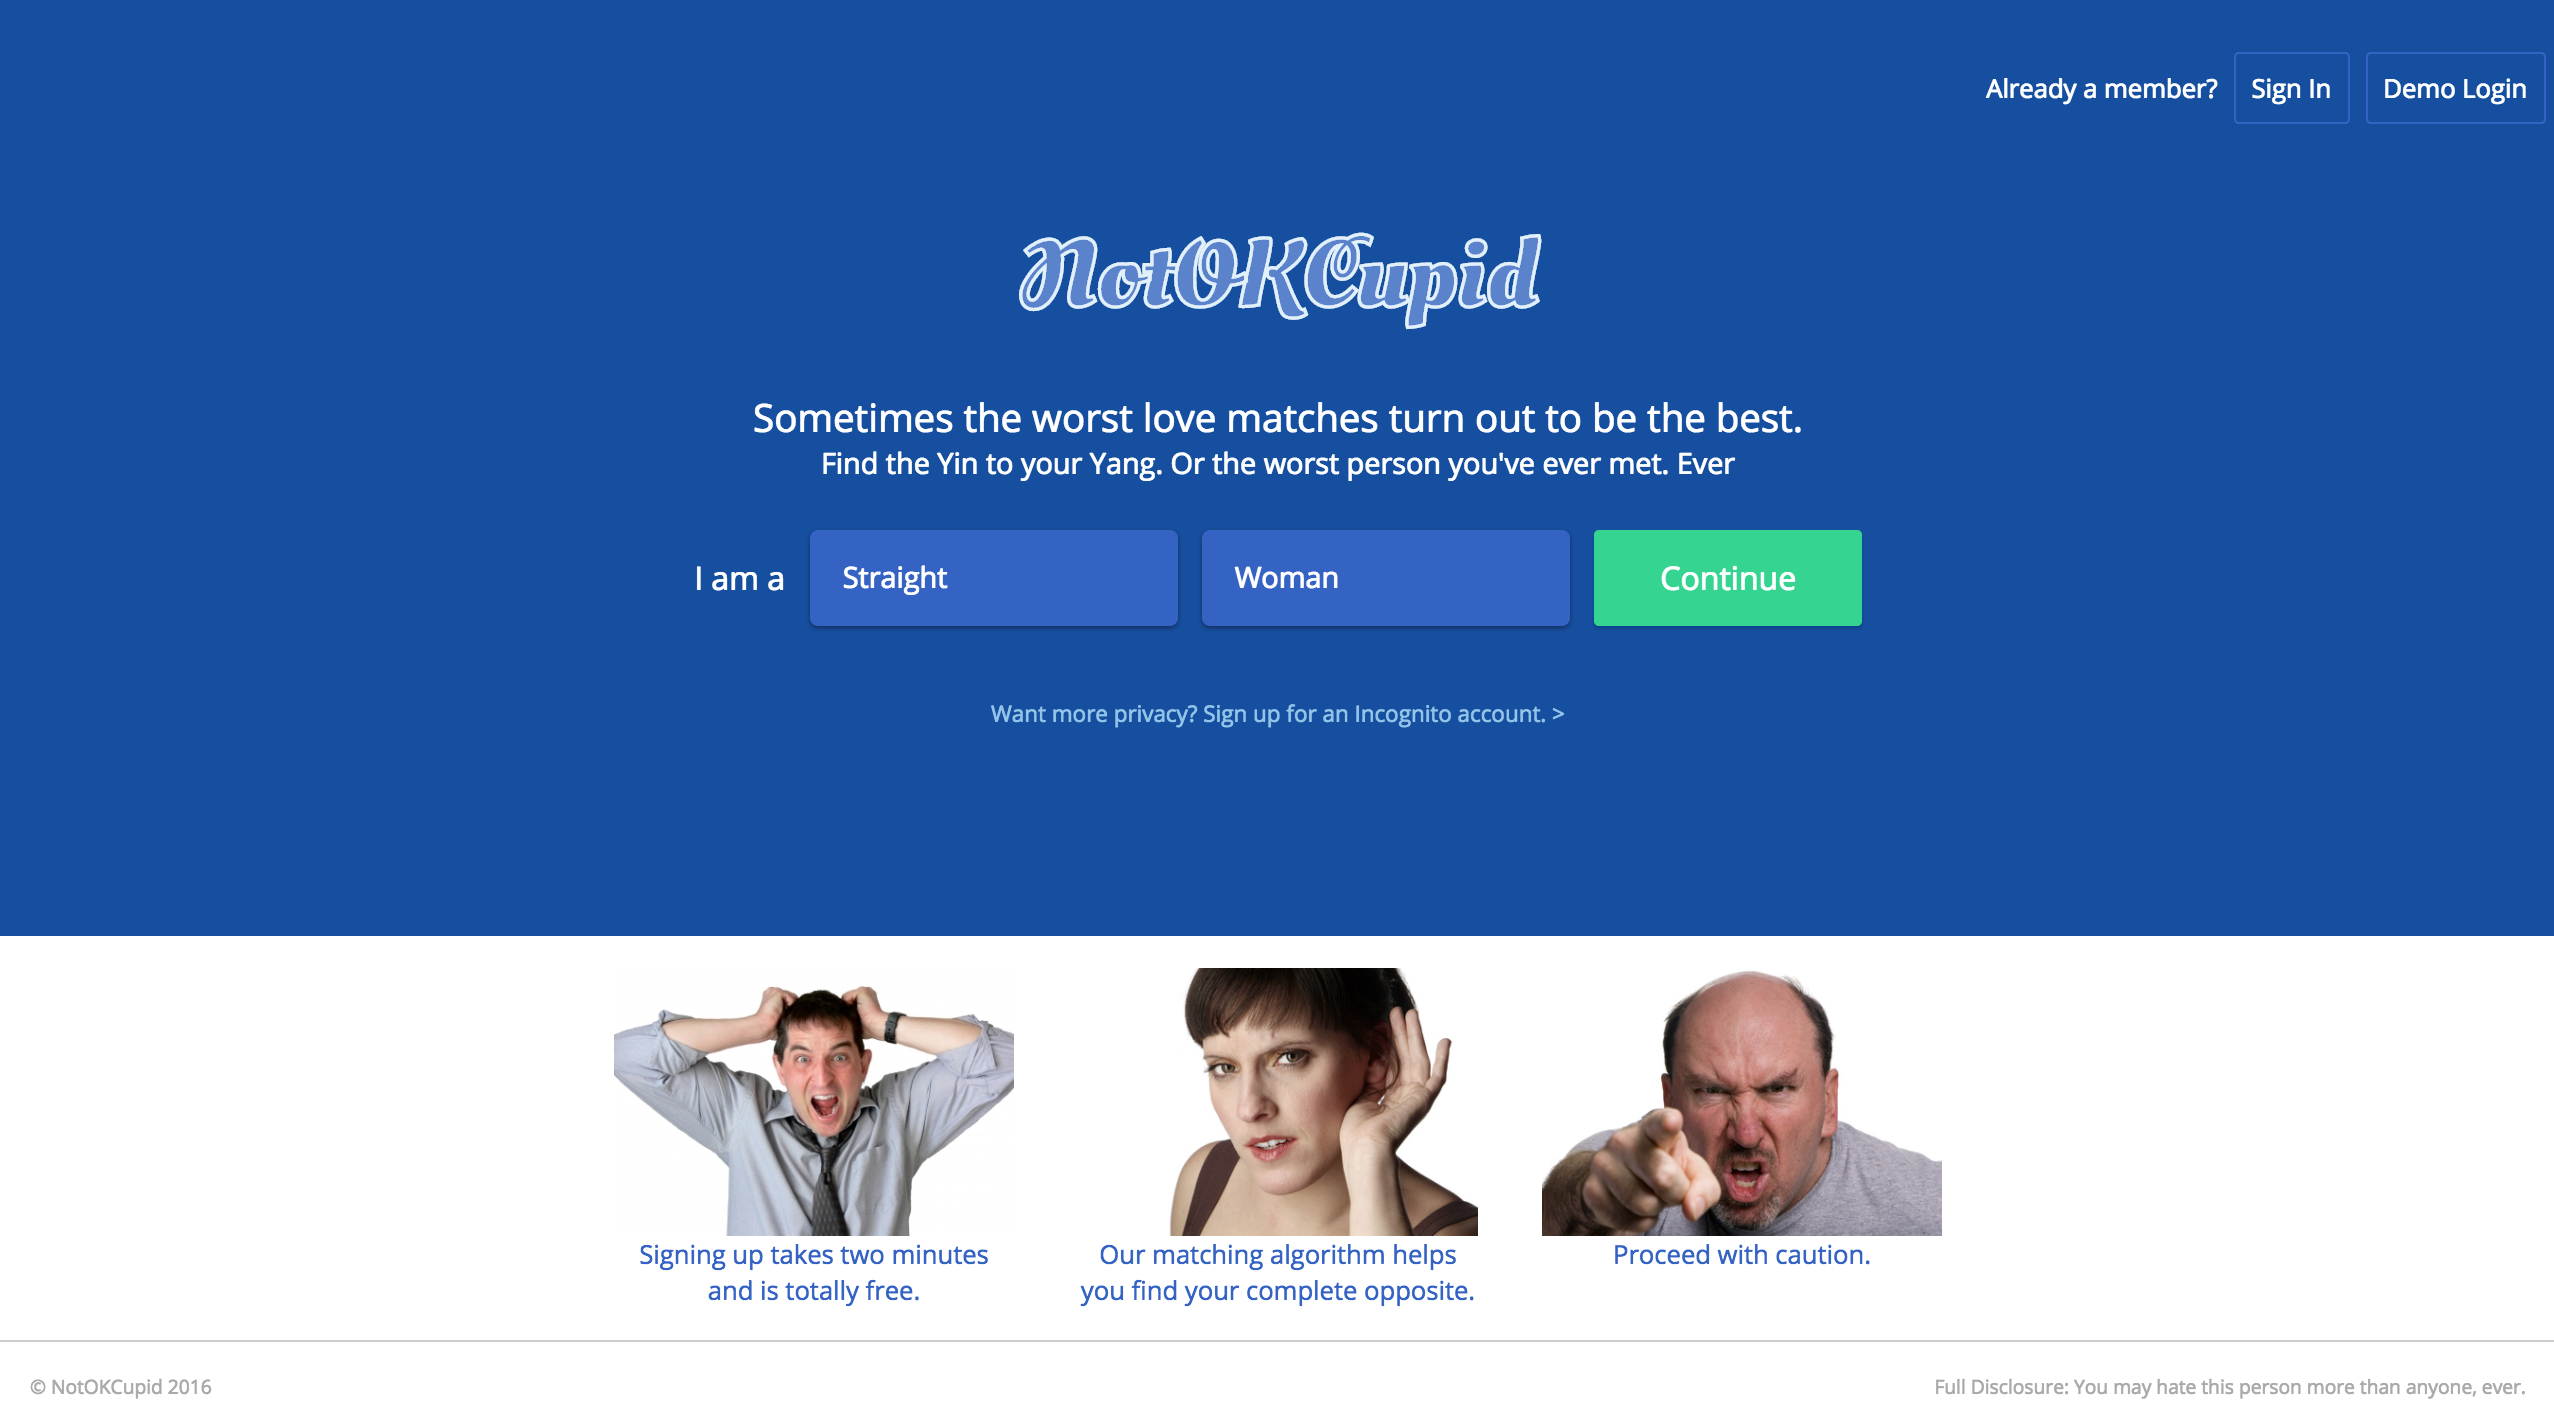 Already a member? Sign In Demo Login
NotOKCupid
Sometimes the worst love matches turn out to be the best.
Find the Yin to your Yang. Or the worst person you've ever met. Ever
I am a Straight Woman Continue
Want more privacy? Sign up for an Incognito account. >
Signing up takes two minutes
and is totally free.
Our matching algorithm helps
you find your complete opposite.
Proceed with caution.
© NotOKCupid 2016
Full Disclosure: You may hate this person more than anyone, ever.